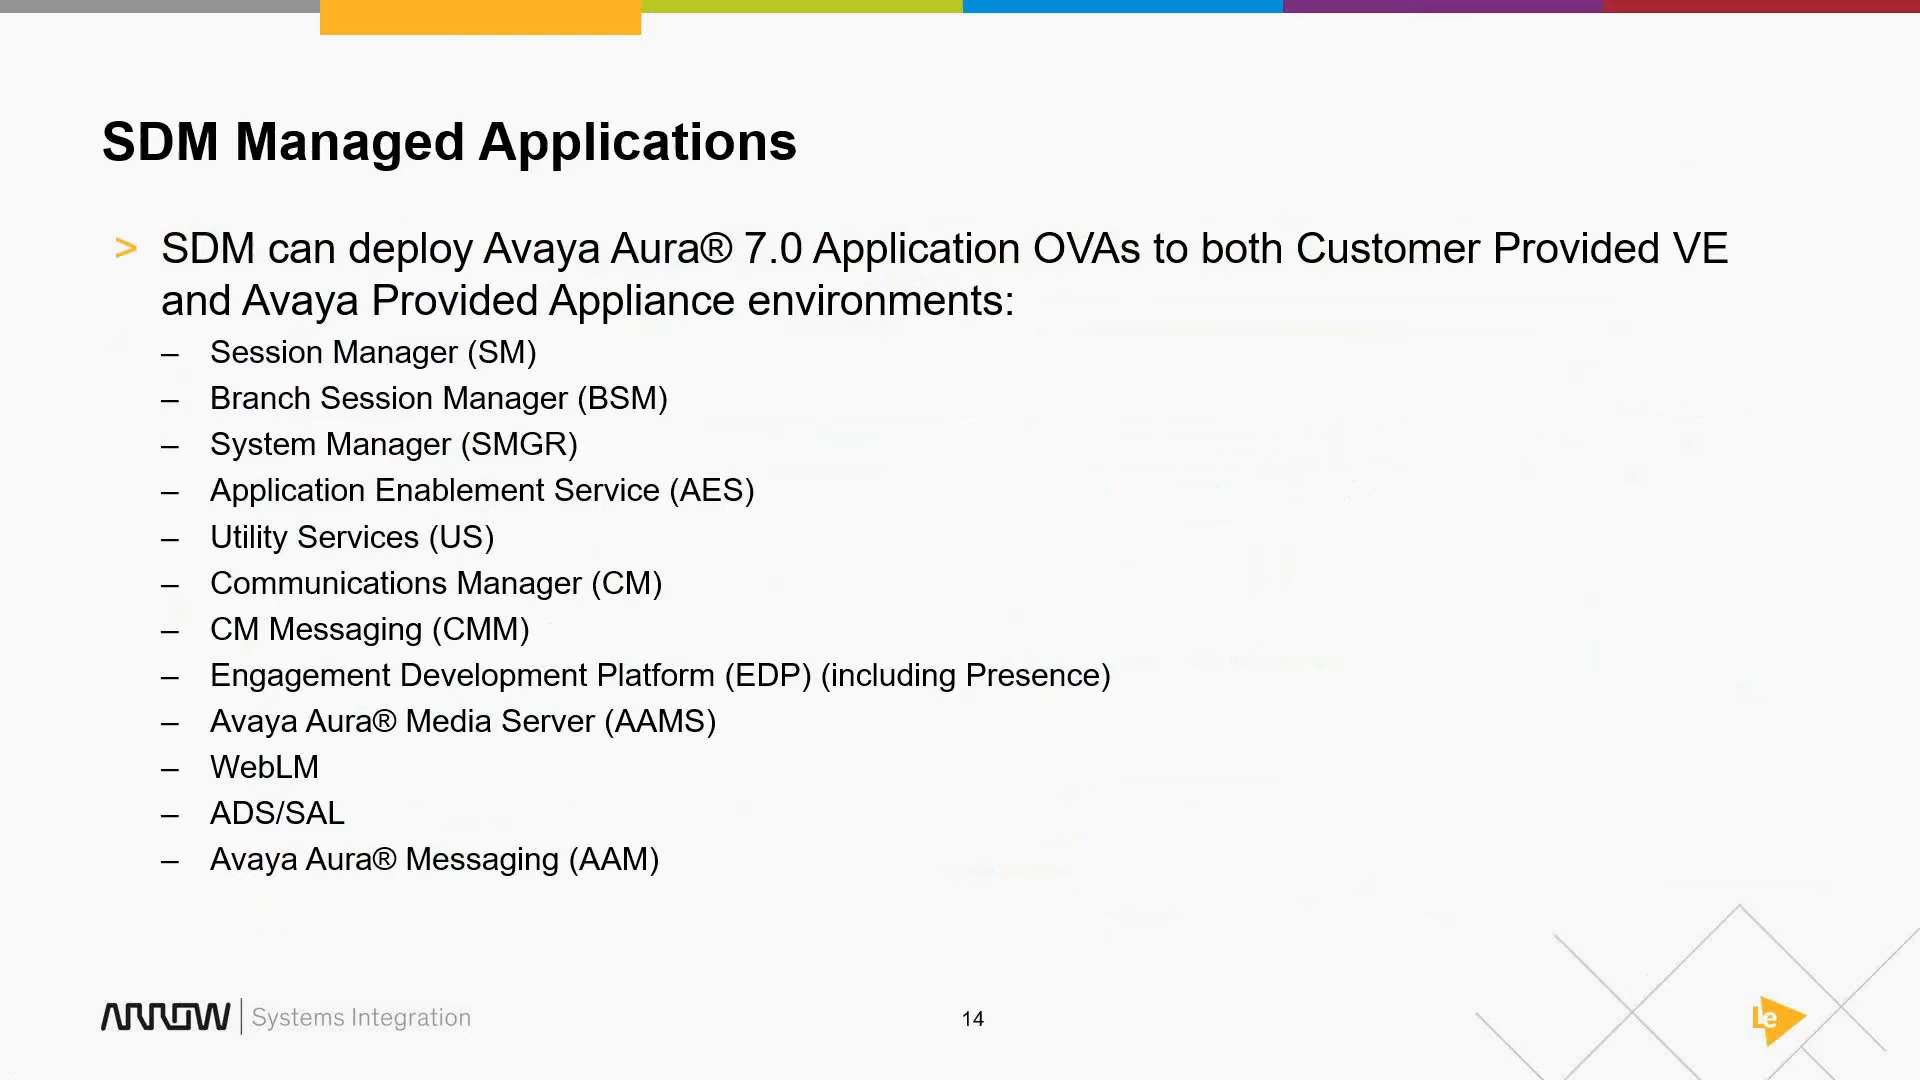 SDM Managed Applications
> SDM can deploy Avaya Aura® 7.0 Application OVAs to both Customer Provided VE
and Avaya Provided Appliance environments:
– Session Manager (SM)
– Branch Session Manager (BSM)
– System Manager (SMGR)
– Application Enablement Service (AES)
– Utility Services (US)
– Communications Manager (CM)
– CM Messaging (CMM)
– Engagement Development Platform (EDP) (including Presence)
– Avaya Aura® Media Server (AAMS)
– WebLM
– ADS/SAL
– Avaya Aura® Messaging (AAM)
ARROW | Systems Integration
14
Le